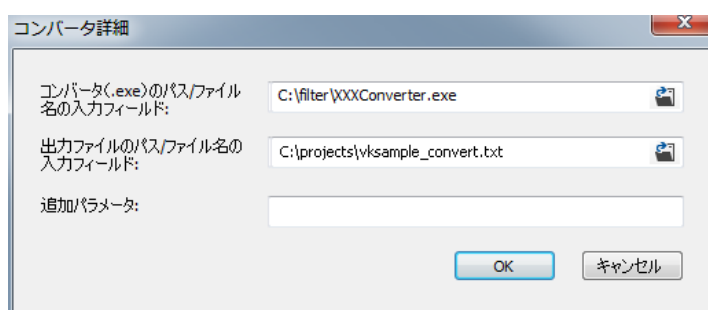 コンバータ詳細
コンバータ(.exe)のパス/ファイル
名の入力フィールド:
C:\filter\XXXConverter.exe
出力ファイルのパス/ファイル名の
入力フィールド:
C:\projects\vksample_convert.txt
追加パラメータ:
OK
キャンセル